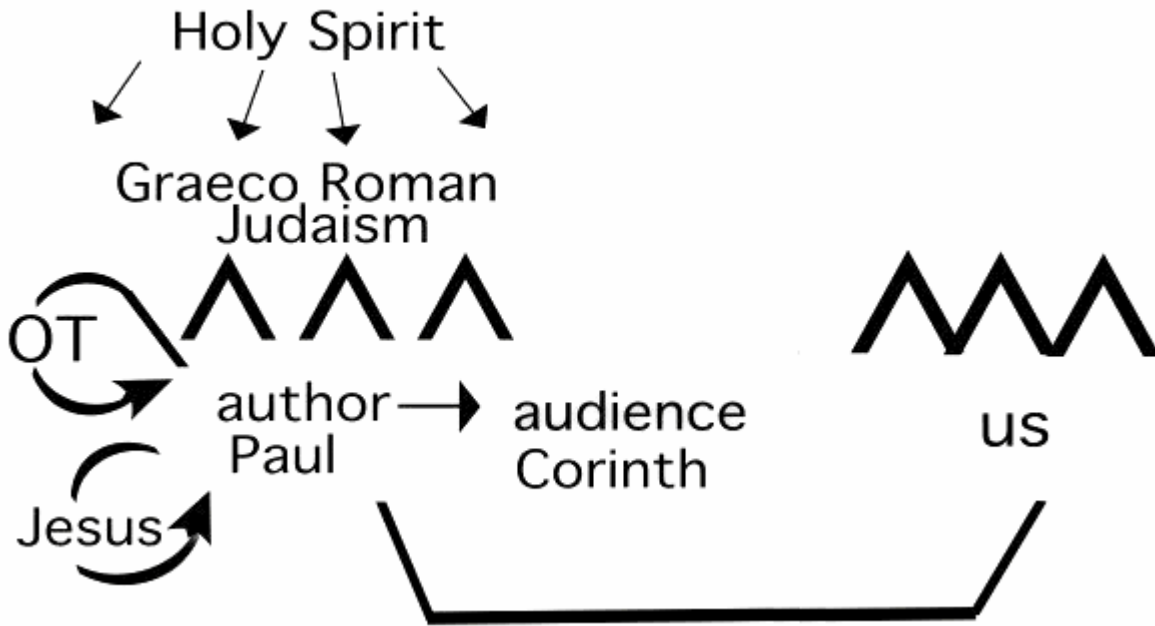 Holy Spirit
Graeco Roman
Judaism
OT
author
Paul
audience
Corinth
us
Jesus